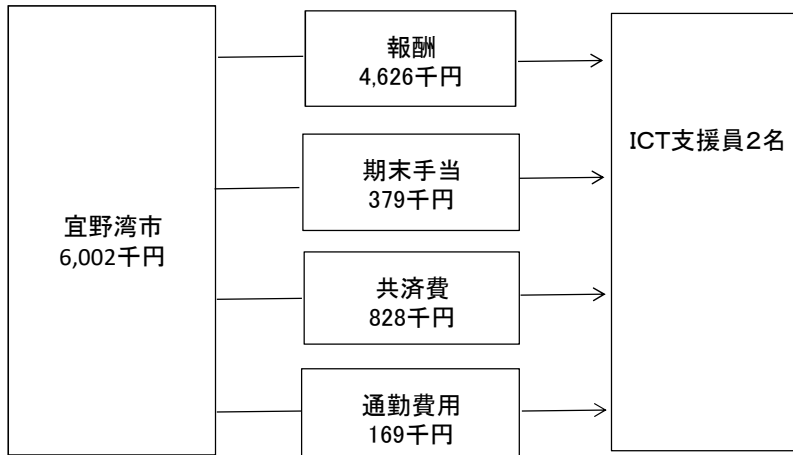 宜野湾市
6,002千円
報酬
4,626千円
期末手当
379千円
共済費
828千円
通勤費用
169千円
ICT支援員2名